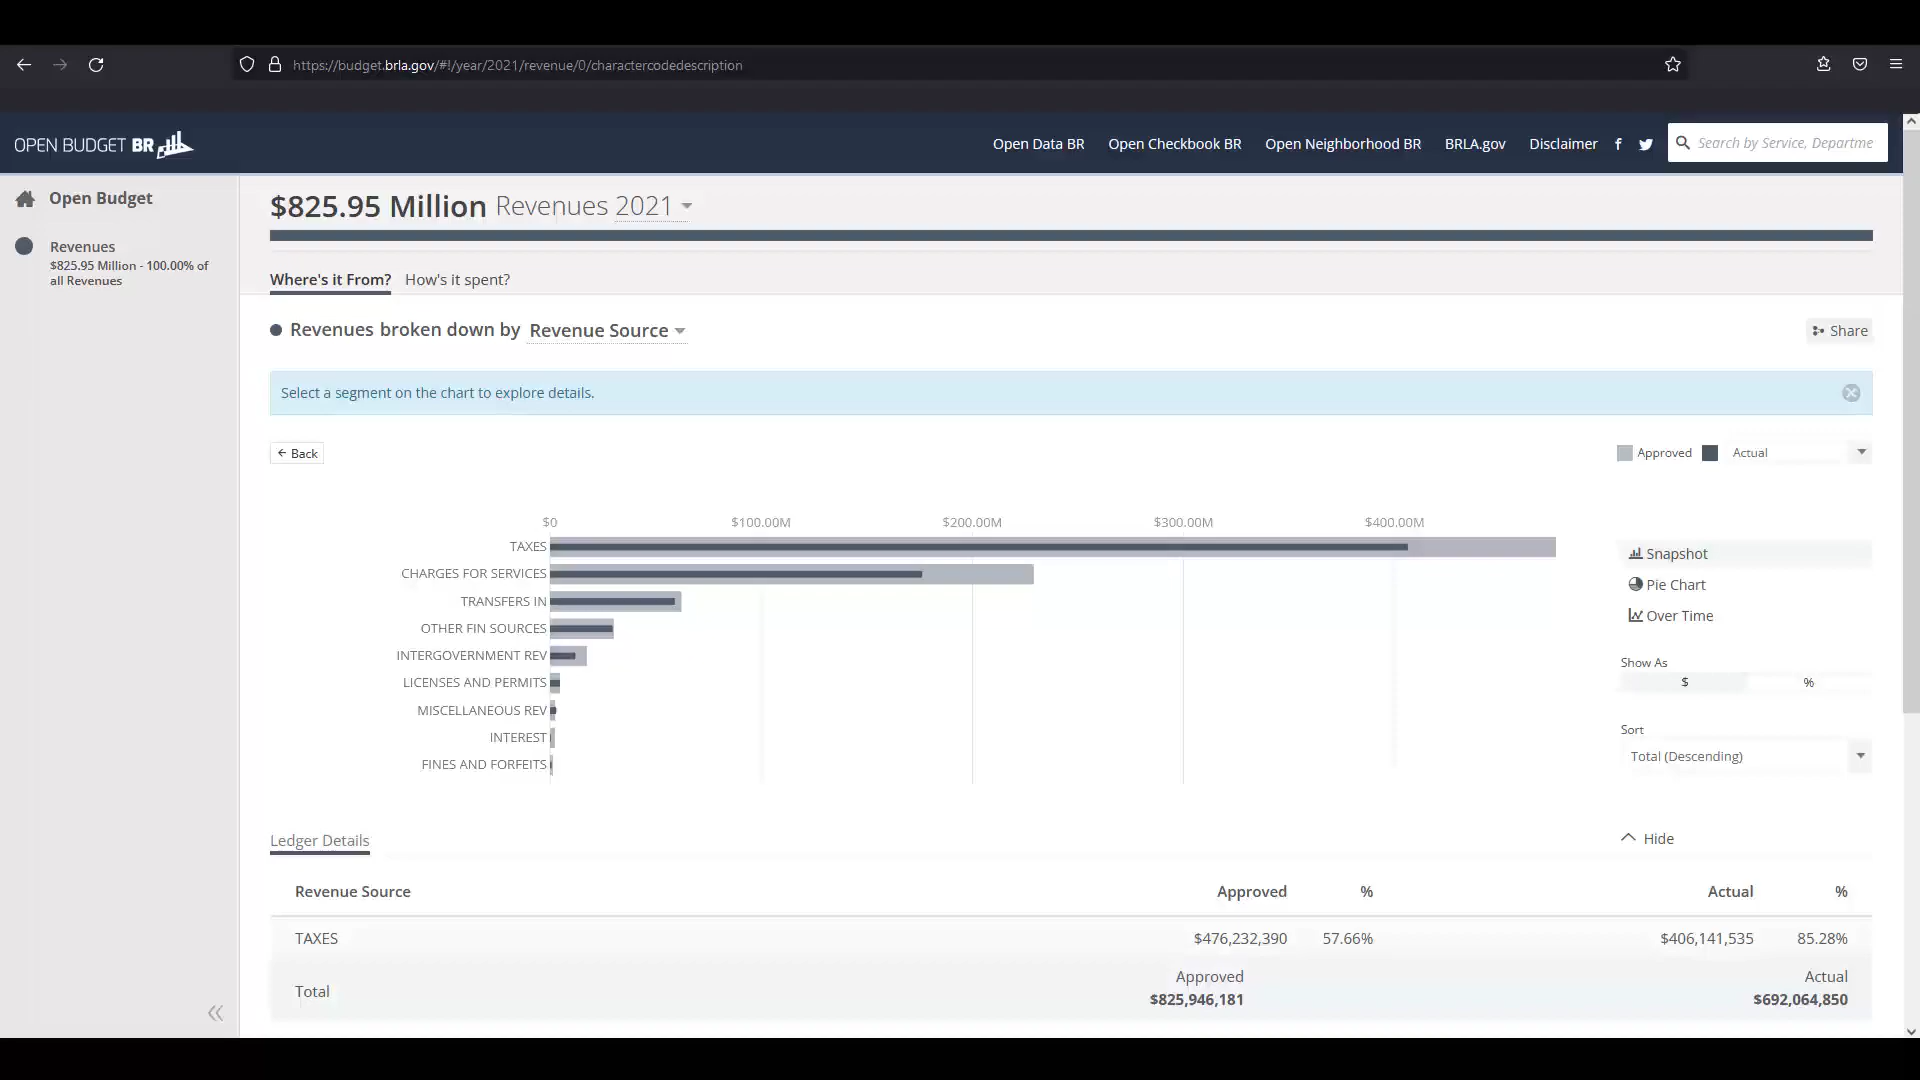 https://budget.brla.gov/#!/year/2021/revenue/0/charactercodedescription
OPEN BUDGET BR
Open Data BR
Open Checkbook BR
Open Neighborhood BR
BRLA.gov
Disclaimer
Search by Service, Departme
Open Budget
Revenues
$825.95 Million - 100.00% of
all Revenues
$825.95 Million Revenues 2021
Where's it From? How's it spent?
Revenues broken down by Revenue Source
Share
Select a segment on the chart to explore details.
Back
Approved Actual
$0 $100.00M $200.00M $300.00M $400.00M
TAXES
CHARGES FOR SERVICES
TRANSFERS IN
OTHER FIN SOURCES
INTERGOVERNMENT REV
LICENSES AND PERMITS
MISCELLANEOUS REV
INTEREST
FINES AND FORFEITS
Snapshot
Pie Chart
Over Time
Show As
$ %
Sort
Total (Descending)
Ledger Details
Hide
Revenue Source Approved % Actual %
TAXES $476,232,390 57.66% $406,141,535 85.28%
Approved Actual
Total
$825,946,181 $692,064,850